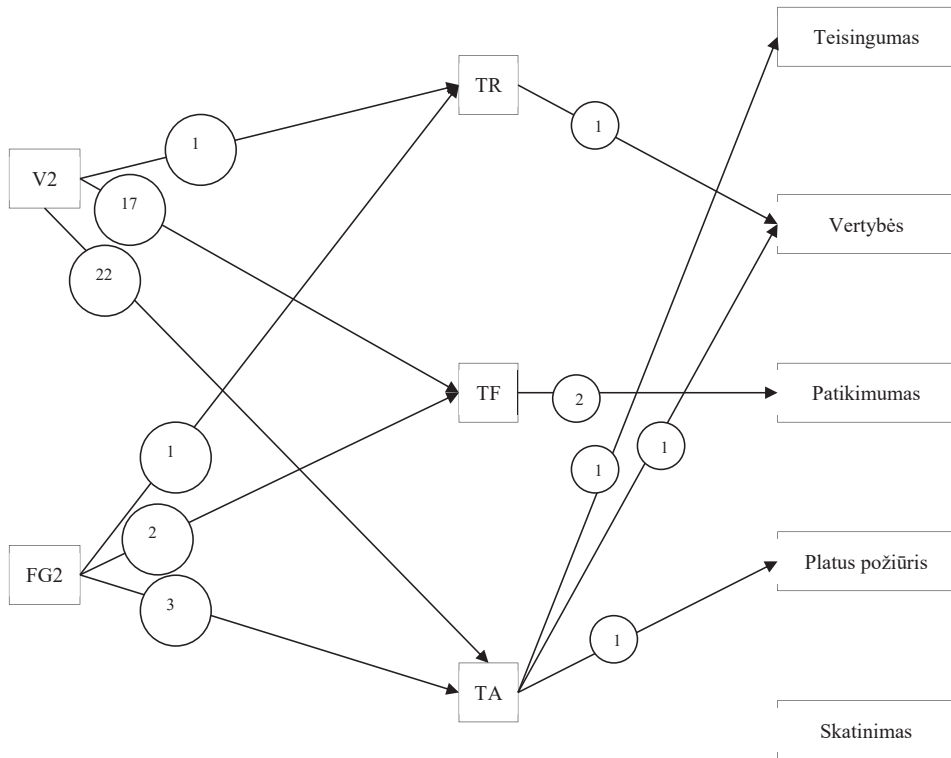 Teisingumas
TR
1
1
V2
17
Vertybės
22
TF
2
Patikimumas
1
1
1
2
FG2
Platus požiūris
3
1
TA
Skatinimas